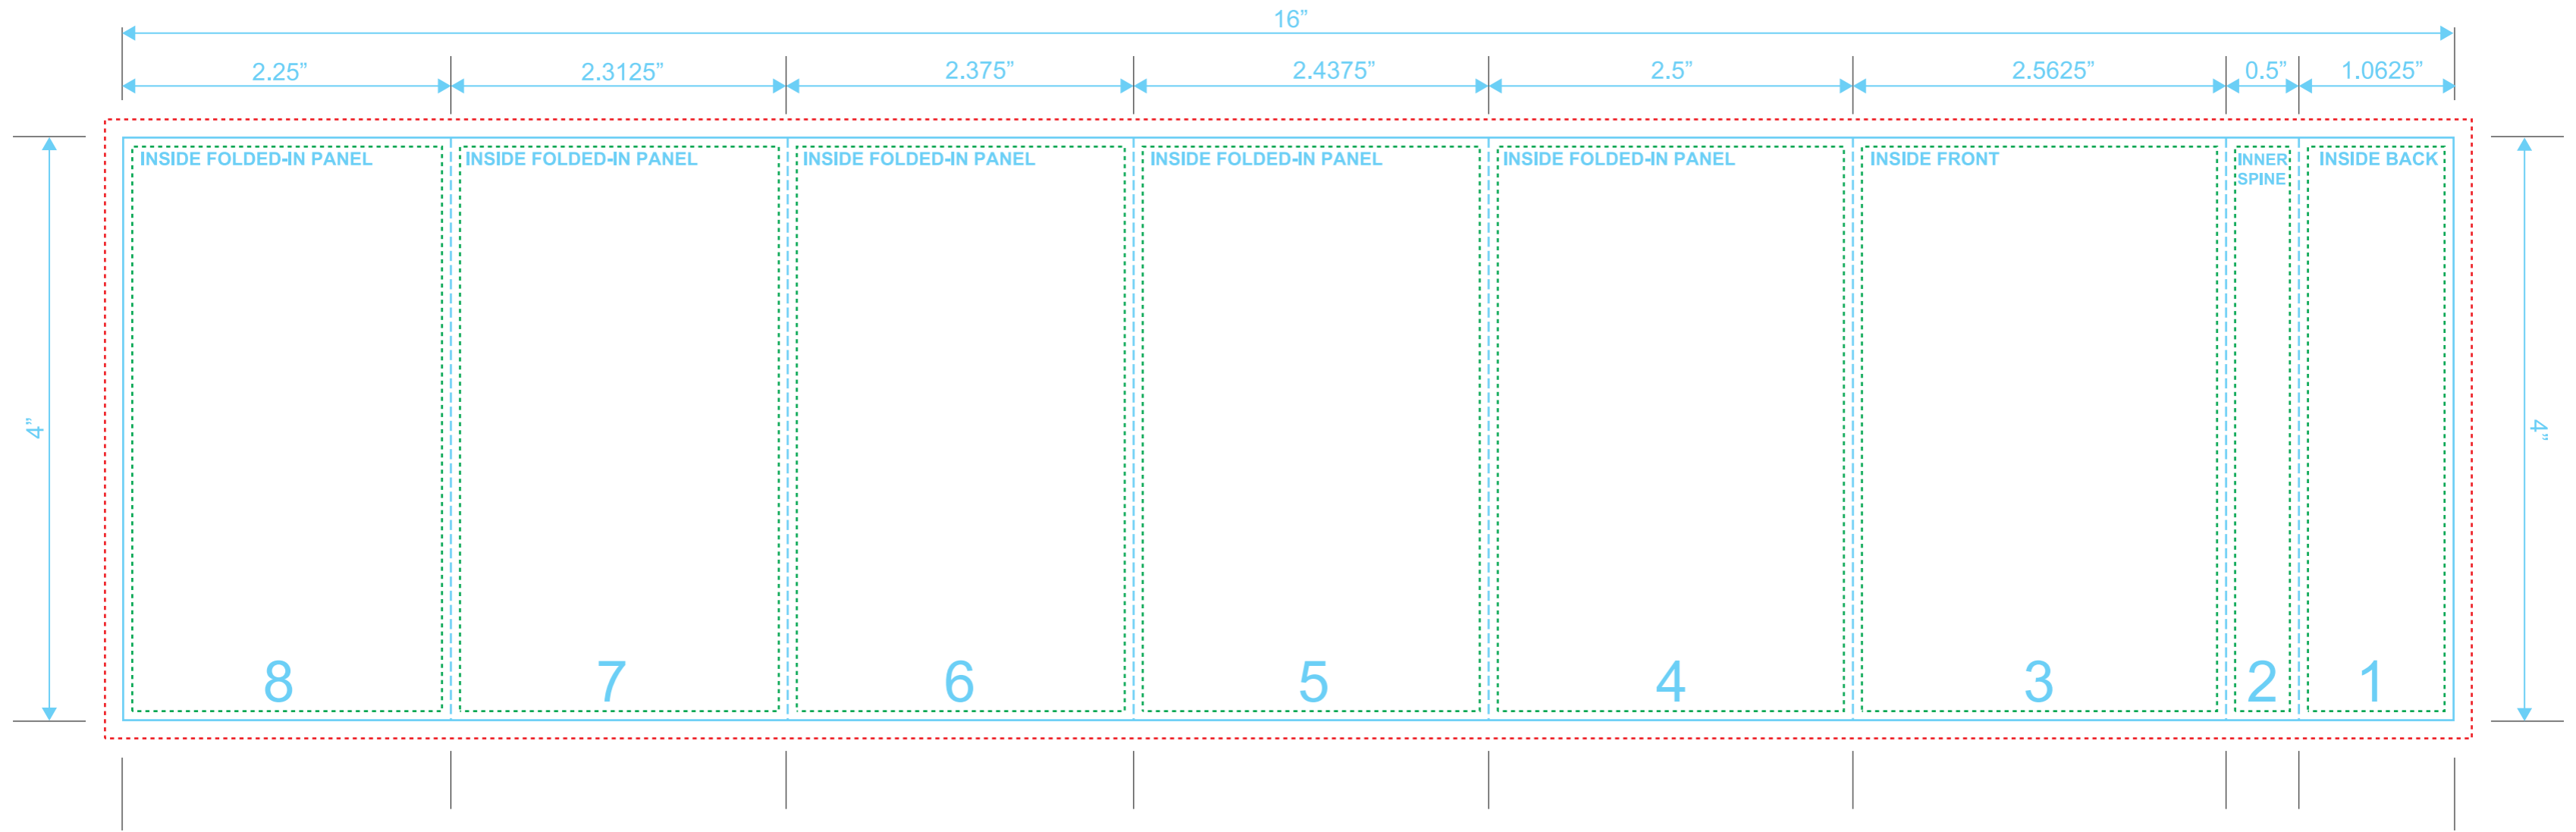 16”
2.25” 2.3125” 2.375” 2.4375” 2.5” 2.5625” 0.5” 1.0625”
INSIDE FOLDED-IN PANEL
INSIDE FOLDED-IN PANEL
INSIDE FOLDED-IN PANEL
INSIDE FOLDED-IN PANEL
INSIDE FOLDED-IN PANEL
INSIDE FRONT
INNER
SPINE
INSIDE BACK
4”
4”
8 7 6 5 4 3 2 1